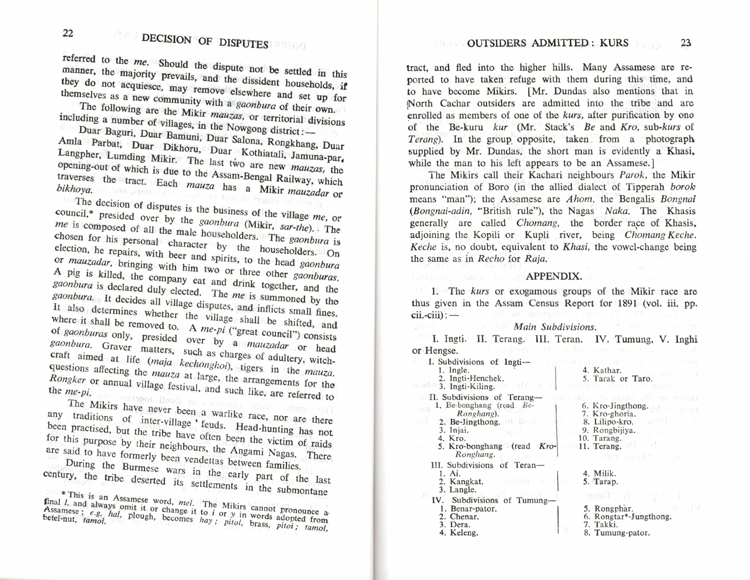 22
DECISION OF DISPUTES
referred to the me. Should the dispute not be settled in this
manner, the majority prevails, and the dissident households, if
they do not acquiesce, may remove elsewhere and set up for
themselves as a new community with a gaonbura of their own.
The following are the Mikir mauzas, or territorial divisions
including a number of villages, in the Nowgong district:—
Duar Baguri, Duar Bamuni, Duar Salona, Rongkhang, Duar
Amla Parbat, Duar Dikhoru, Duar Kothiatali, Jamuna-par,
Langpher, Lumding Mikir. The last two are new mauzas, the
opening-out of which is due to the Assam-Bengal Railway, which
traverses the tract. Each mauza has a Mikir mauzadar or
bikhoya.
The decision of disputes is the business of the village me, or
council,* presided over by the gaonbura (Mikir, sar-the). The
me is composed of all the male householders. The gaonbura is
chosen for his personal character by the householders. On
election, he repairs, with beer and spirits, to the head gaonbura
or mauzadar, bringing with him two or three other gaonburas.
A pig is killed, the company eat and drink together, and the
gaonbura is declared duly elected. The me is summoned by the
gaonbura. It decides all village disputes, and inflicts small fines.
It also determines whether the village shall be shifted, and
where it shall be removed to. A me-pi ("great council") consists
of gaonburas only, presided over by a mauzadar or head
gaonbura. Graver matters, such as charges of adultery, witch-
craft aimed at life (maja kechongkoi), tigers in the mauza,
questions affecting the mauza at large, the arrangements for the
Rongker or annual village festival, and such like, are referred to
the me-pi.
The Mikirs have never been a warlike race, nor are there
any traditions of inter-village feuds. Head-hunting has not
been practised, but the tribe have often been the victim of raids
for this purpose by their neighbours, the Angami Nagas. There
are said to have formerly been vendettas between families.
During the Burmese wars in the early part of the last
century, the tribe deserted its settlements in the submontane
* This is an Assamese word, mel. The Mikirs cannot pronounce a
final l, and always omit it or change it to i or y in words adopted from
Assamese; e.g. hal, plough, becomes hay; pitol, brass, pitoi; tamol,
betel-nut, tamol.
OUTSIDERS ADMITTED: KURS
23
tract, and fled into the higher hills. Many Assamese are re-
ported to have taken refuge with them during this time, and
to have become Mikirs. [Mr. Dundas also mentions that in
North Cachar outsiders are admitted into the tribe and are
enrolled as members of one of the kurs, after purification by one
of the Be-kuru kur (Mr. Stack's Be and Kro, sub-kurs of
Terang). In the group opposite, taken from a photograph
supplied by Mr. Dundas, the short man is evidently a Khasi,
while the man to his left appears to be an Assamese.]
The Mikirs call their Kachari neighbours Parok, the Mikir
pronunciation of Boro (in the allied dialect of Tipperah borok
means "man"); the Assamese are Ahom, the Bengalis Bongnal
(Bongnai-adin, "British rule"), the Nagas Naka, The Khasis
generally are called Chomang, the border race of Khasis,
adjoining the Kopili or Kupli river, being Chomang Keche.
Keche is, no doubt, equivalent to Khasi, the vowel-change being
the same as in Recho for Raja.
APPENDIX.
1. The kurs or exogamous groups of the Mikir race are
thus given in the Assam Census Report for 1891 (vol. iii. pp.
cii.-ciii):—
Main Subdivisions.
I. Ingti. II. Terang. III. Teran. IV. Tumung, V. Inghi
or Hengse.
I. Subdivisions of Ingti—
1. Ingle.
2. Ingti-Henchek.
3. Ingti-Kiling.
4. Kathar.
5. Tarak or Taro.
II. Subdivisions of Terang—
1. Be-bonghang (read Be-
Ronghang).
2. Be-Jingthong.
3. Injai.
4. Kro.
5. Kro-bonghang (read Kro-
Ronghang.
6. Kro-Jingthong.
7. Kro-ghoria.
8. Lilipo-kro.
9. Rongbijiya.
10. Tarang.
11. Terang.
III. Subdivisions of Teran—
1. Ai.
2. Kangkat.
3. Langle.
4. Milik.
5. Tarap.
IV. Subdivisions of Tumung—
1. Benar-pator.
2. Chenar.
3. Dera.
4. Keleng.
5. Rongphar.
6. Rongtar*-Jungthong.
7. Takki.
8. Tumung-pator.